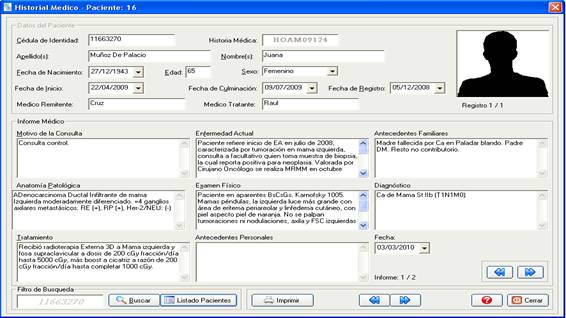 Historial Medico - Paciente: 16
Datos del Paciente
Cédula de Identidad: 11663270 Historia Médica: HOAM09124
Apellido(s): Muñoz De Palacio Nombre(s): Juana
Fecha de Nacimiento: 27/12/1943 Edad: 65 Sexo: Femenino
Fecha de Inicio: 22/04/2009 Fecha de Culminación: 09/07/2009 Fecha de Registro: 05/12/2008
Medico Remitente: Cruz Medico Tratante: Raul
Registro 1 / 1
Informe Médico
Motivo de la Consulta
Consulta control.
Enfermedad Actual
Paciente refiere inicio de EA en julio de 2008,
caracterizada por tumoración en mama izquierda,
consulta a facultativo quien toma muestra de biopsia,
la cual reporta positiva para neoplasia. Valorada por
Cirujano Oncólogo se realiza MRMM en octubre
Antecedentes Familiares
Madre fallecida por Ca en Paladar blando. Padre
DM. Resto no contributorio.
Anatomía Patológica
ADenocarcinoma Ductal Infiltrante de mama
Izquierda moderadamente diferenciado. =4 ganglios
axilares metastásicos. RE (+), RP (+), Her-2/NEU: (-)
Examen Físico
Paciente en aparentes BsCsGs. Karnofsky 1005.
Mamas péndulas, la izquierda luce más grande con
área de eritema periareolar y linfedema cutáneo, con
piel aspecto piel de naranja. No se palpan
tumoraciones ni nodulaciones, axila y FSC izquierdas
Diagnóstico
Ca de Mama St IIb (T1N1M0)
Tratamiento
Recibió radioterapia Externa 3D a Mama izquierda y
fosa supraclavicular a dosis de 200 cGy fracción/día
hasta 5000 cGy, más boost a cicatriz a razón de 200
cGy fracción/día hasta completar 1000 cGy.
Antecedentes Personales
Fecha:
03/03/2010
Informe: 1 / 2
Filtro de Busqueda
11663270 Buscar Listado Pacientes Imprimir Cerrar